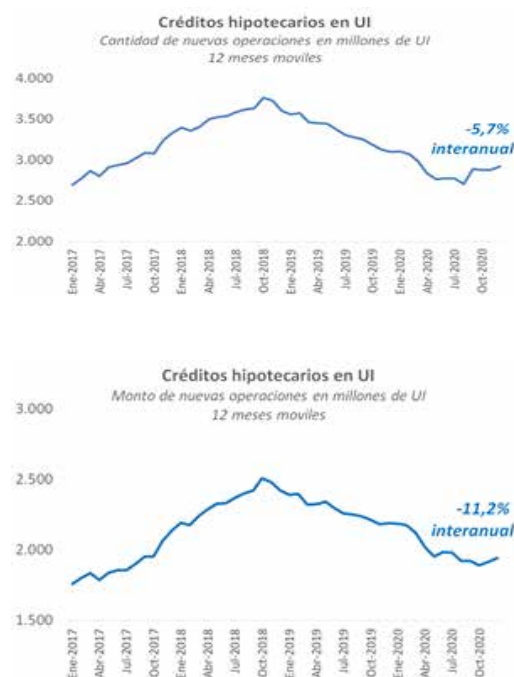 Créditos hipotecarios en UI
Cantidad de nuevas operaciones en millones de UI
12 meses moviles
4.000
3.500
3.000
2.500
2.000
-5,7%
interanual
Ene-2017
Abr-2017
Jul-2017
Oct-2017
Ene-2018
Abr-2018
Jul-2018
Oct-2018
Ene-2019
Abr-2019
Jul-2019
Oct-2019
Ene-2020
Abr-2020
Jul-2020
Oct-2020
Créditos hipotecarios en UI
Monto de nuevas operaciones en millones de UI
12 meses moviles
3.000
2.500
2.000
1.500
-11,2%
interanual
Ene-2017
Abr-2017
Jul-2017
Oct-2017
Ene-2018
Abr-2018
Jul-2018
Oct-2018
Ene-2019
Abr-2019
Jul-2019
Oct-2019
Ene-2020
Abr-2020
Jul-2020
Oct-2020